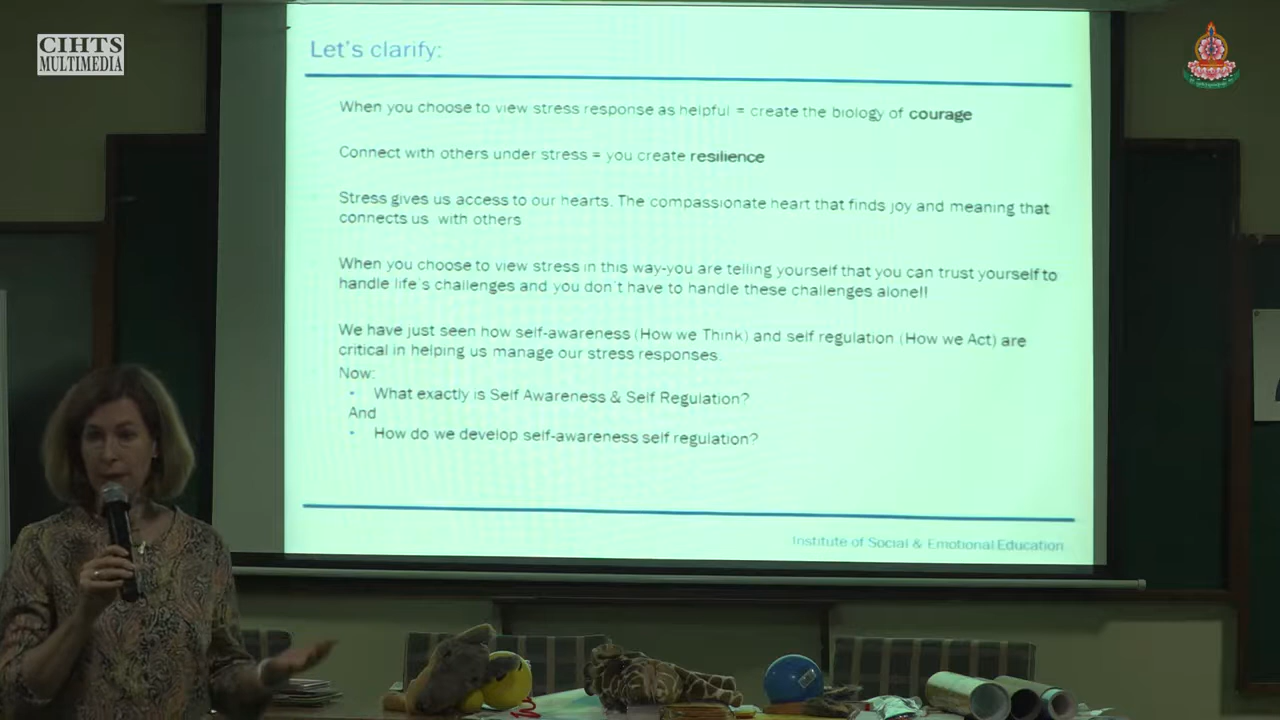 CIHTS
MULTIMEDIA
Let's clarify:
When you choose to view stress response as helpful = create the biology of courage
Connect with others under stress = you create resilience
Stress gives us access to our hearts. The compassionate heart that finds joy and meaning that
connects us with others
When you choose to view stress in this way-you are telling yourself that you can trust yourself to
handle life's challenges and you don't have to handle these challenges alone!!
We have just seen how self-awareness (How we Think) and self regulation (How we Act) are
critical in helping us manage our stress responses.
Now:
• What exactly is Self Awareness & Self Regulation?
And
• How do we develop self-awareness self regulation?
Institute of Social & Emotional Education